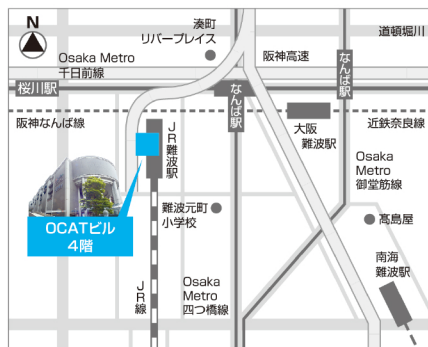 N
湊町
リバープレイス
道頓堀川
Osaka Metro
千日前線
阪神高速
なんば駅
桜川駅
なんば駅
阪神なんば線
大阪
難波駅
近鉄奈良線
JR難波駅
Osaka
Metro
御堂筋線
難波元町
小学校
髙島屋
OCATビル
4階
南海
難波駅
JR線
Osaka
Metro
四つ橋線